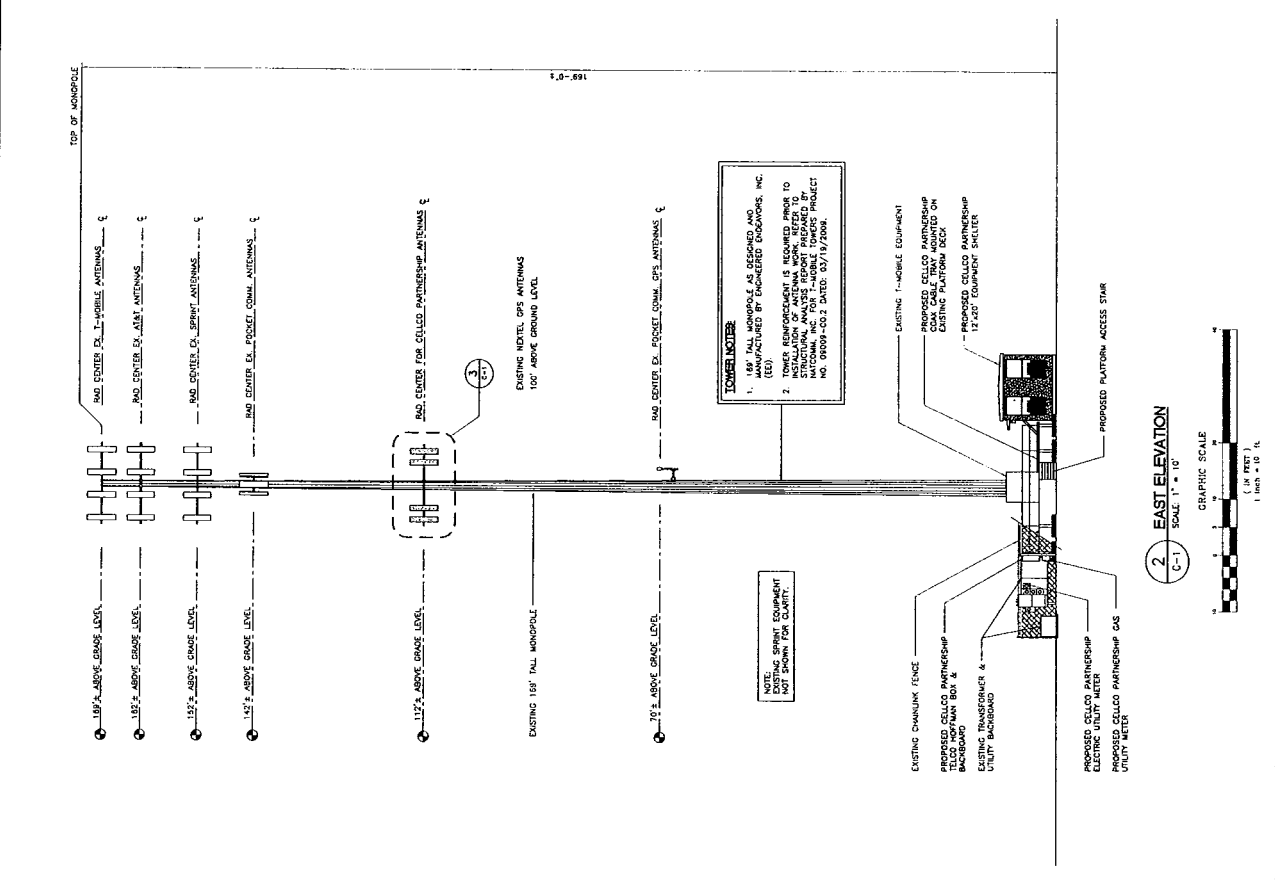 TOP OF MONOPOLE
169'-0"±
RAD CENTER EX. T-MOBILE ANTENNAS ℄
RAD CENTER EX. AT&T ANTENNAS ℄
RAD CENTER EX. SPRINT ANTENNAS ℄
RAD CENTER EX. POCKET COMM. ANTENNAS ℄
RAD CENTER FOR CELLCO PARTNERSHIP ANTENNAS ℄
3
C-1
EXISTING NEXTEL GPS ANTENNAS
100' ABOVE GROUND LEVEL
RAD CENTER EX. POCKET COMM. GPS ANTENNAS ℄
TOWER NOTES:
1. 169' TALL MONOPOLE AS DESIGNED AND
MANUFACTURED BY ENGINEERED ENDEAVORS, INC.
(EEI).
2. TOWER REINFORCEMENT IS REQUIRED PRIOR TO
INSTALLATION OF ANTENNA WORK. REFER TO
STRUCTURAL ANALYSIS REPORT PREPARED BY
NATCOMM, INC. FOR T-MOBILE TOWERS PROJECT
NO. 09009-CO.2 DATED: 03/19/2009.
EXISTING T-MOBILE EQUIPMENT
PROPOSED CELLCO PARTNERSHIP
COAX CABLE TRAY MOUNTED ON
EXISTING PLATFORM DECK
PROPOSED CELLCO PARTNERSHIP
12'x20' EQUIPMENT SHELTER
PROPOSED PLATFORM ACCESS STAIR
169'± ABOVE GRADE LEVEL
162'± ABOVE GRADE LEVEL
152'± ABOVE GRADE LEVEL
142'± ABOVE GRADE LEVEL
112'± ABOVE GRADE LEVEL
EXISTING 169' TALL MONOPOLE
70'± ABOVE GRADE LEVEL
NOTE:
EXISTING SPRINT EQUIPMENT
NOT SHOWN FOR CLARITY.
EXISTING CHAINLINK FENCE
PROPOSED CELLCO PARTNERSHIP
TELCO HOFFMAN BOX &
BACKBOARD
EXISTING TRANSFORMER &
UTILITY BACKBOARD
PROPOSED CELLCO PARTNERSHIP
ELECTRIC UTILITY METER
PROPOSED CELLCO PARTNERSHIP GAS
UTILITY METER
2
C-1
EAST ELEVATION
SCALE: 1" = 10'
GRAPHIC SCALE
( IN FEET )
1 inch = 10 ft.